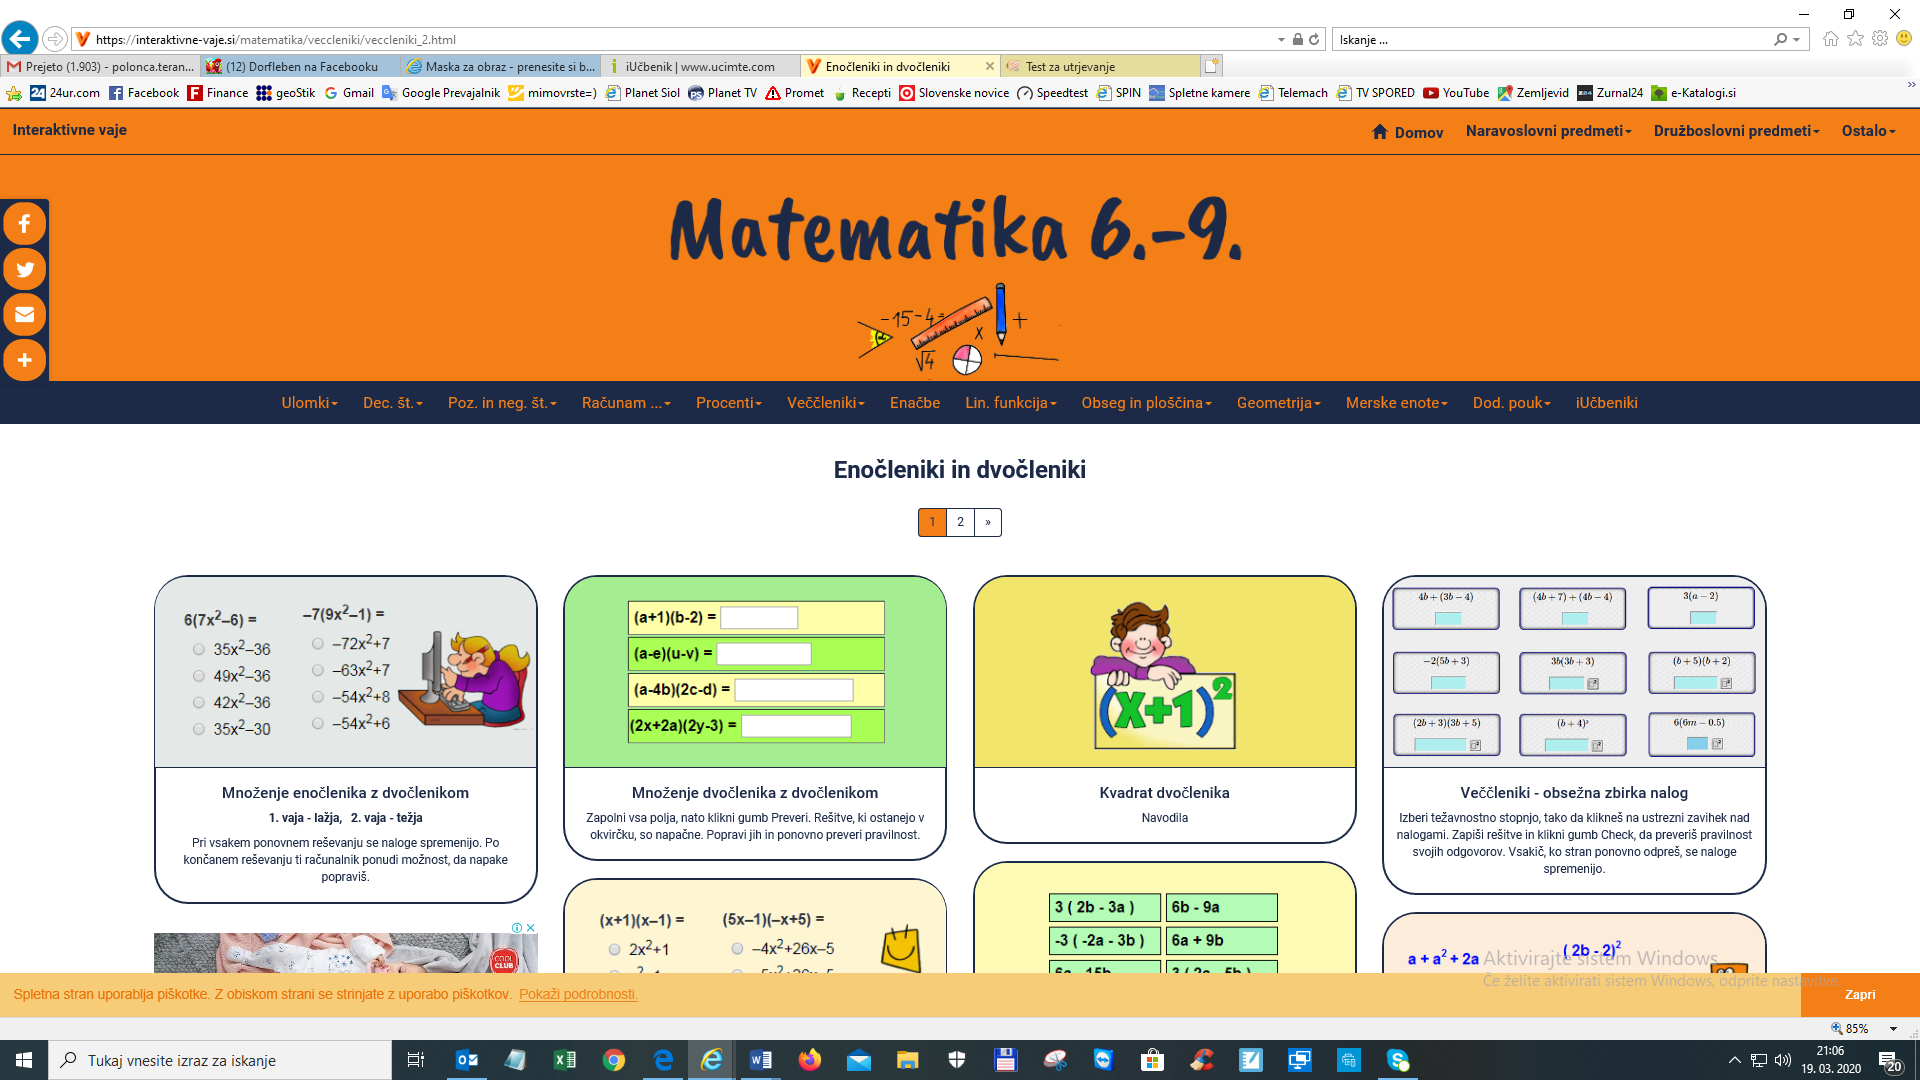 https://interaktivne-vaje.si/matematika/veccleniki/veccleniki_2.html
Iskanje ...
Prejeto (1.903) - polonca.teran...
(12) Dorfleben na Facebooku
Maska za obraz - prenesite si b...
iUčbenik | www.ucimte.com
Enočleniki in dvočleniki
Test za utrjevanje
24ur.com Facebook Finance geoStik Gmail Google Prevajalnik mimovrste=) Planet Siol Planet TV Promet Recepti Slovenske novice Speedtest SPIN Spletne kamere Telemach TV SPORED YouTube Zemljevid Zurnal24 e-Katalogi.si
Interaktivne vaje
Domov Naravoslovni predmeti Družboslovni predmeti Ostalo
Matematika 6.-9.
-15-4=
x
+
√4
Ulomki Dec. št. Poz. in neg. št. Računam ... Procenti Veččleniki Enačbe Lin. funkcija Obseg in ploščina Geometrija Merske enote Dod. pouk iUčbeniki
Enočleniki in dvočleniki
1 2 »
6(7x²–6) =
35x²–36
49x²–36
42x²–36
35x²–30
–7(9x²–1) =
–72x²+7
–63x²+7
–54x²+8
–54x²+6
Množenje enočlenika z dvočlenikom
1. vaja - lažja, 2. vaja - težja
Pri vsakem ponovnem reševanju se naloge spremenijo. Po
končanem reševanju ti računalnik ponudi možnost, da napake
popraviš.
(a+1)(b-2) =
(a-e)(u-v) =
(a-4b)(2c-d) =
(2x+2a)(2y-3) =
Množenje dvočlenika z dvočlenikom
Zapolni vsa polja, nato klikni gumb Preveri. Rešitve, ki ostanejo v
okvirčku, so napačne. Popravi jih in ponovno preveri pravilnost.
(x+1)²
Kvadrat dvočlenika
Navodila
4b + (3b − 4)
(4b + 7) + (4b − 4)
3(a − 2)
−2(5b + 3)
3b(3b + 3)
(b + 5)(b + 2)
(2b + 3)(3b + 5)
(b + 4)²
6(6m − 0.5)
Veččleniki - obsežna zbirka nalog
Izberi težavnostno stopnjo, tako da klikneš na ustrezni zavihek nad
nalogami. Zapiši rešitve in klikni gumb Check, da preveriš pravilnost
svojih odgovorov. Vsakič, ko stran ponovno odpreš, se naloge
spremenijo.
COOL CLUB
(x+1)(x–1) =
2x²+1
(5x–1)(–x+5) =
–4x²+26x–5
3 ( 2b - 3a )
6b - 9a
-3 ( -2a - 3b )
6a + 9b
a + a² + 2a
( 2b - 2)²
Aktivirajte sistem Windows
Če želite aktivirati sistem Windows, odprite nastavitve.
Spletna stran uporablja piškotke. Z obiskom strani se strinjate z uporabo piškotkov. Pokaži podrobnosti.
Zapri
85%
Tukaj vnesite izraz za iskanje
21:06
19. 03. 2020
20